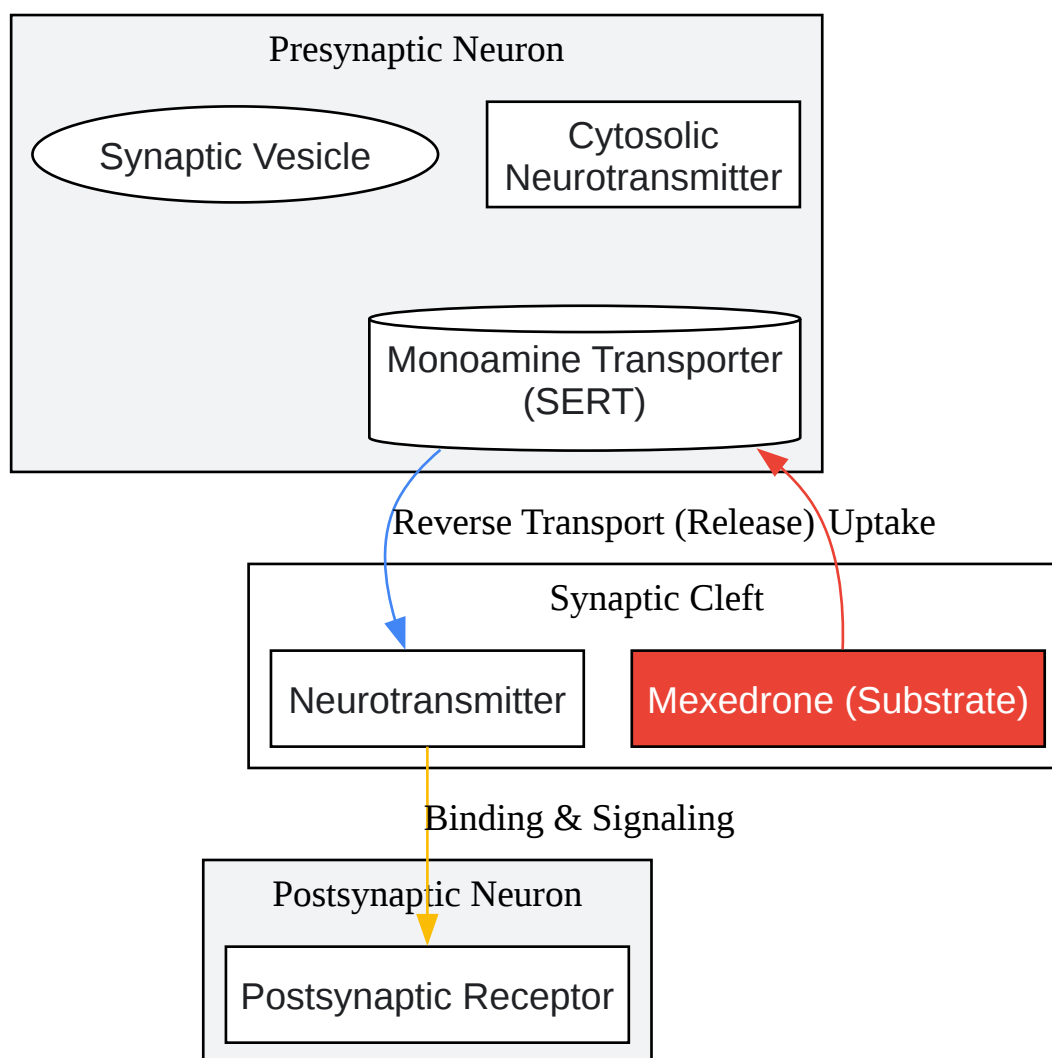 Presynaptic Neuron
Synaptic Vesicle
Cytosolic
Neurotransmitter
Monoamine Transporter
(SERT)
Reverse Transport (Release)
Uptake
Synaptic Cleft
Neurotransmitter
Mexedrone (Substrate)
Binding & Signaling
Postsynaptic Neuron
Postsynaptic Receptor